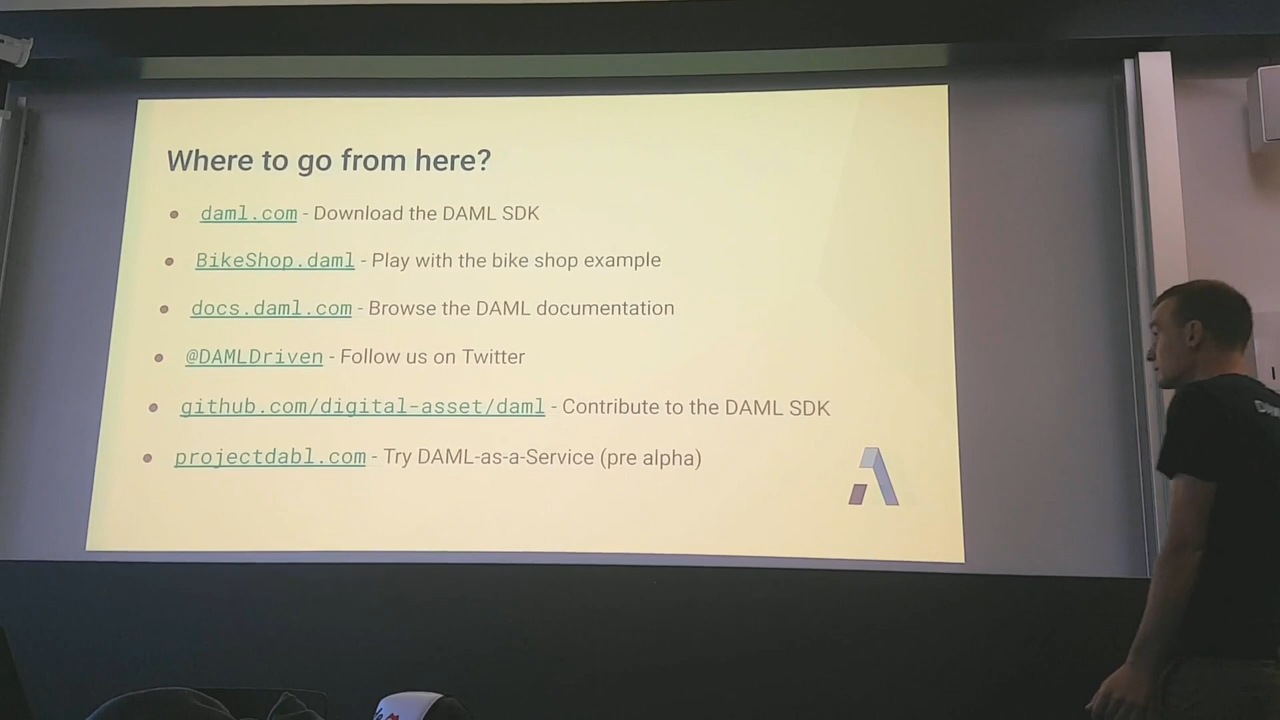 Where to go from here?
daml.com - Download the DAML SDK
BikeShop.daml - Play with the bike shop example
docs.daml.com - Browse the DAML documentation
@DAMLDriven - Follow us on Twitter
github.com/digital-asset/daml - Contribute to the DAML SDK
projectdabl.com - Try DAML-as-a-Service (pre alpha)